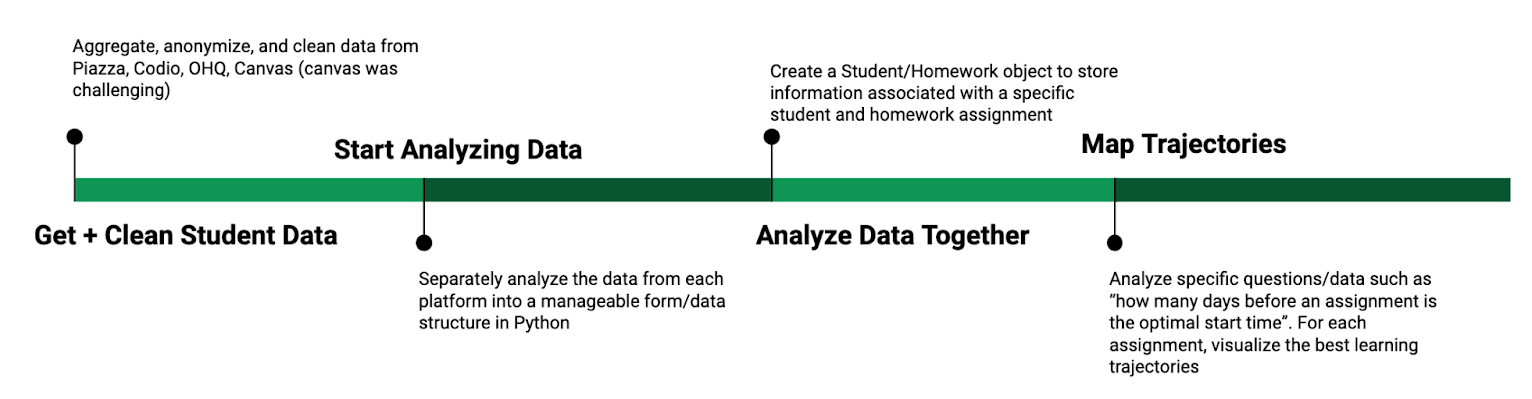 Aggregate, anonymize, and clean data from
Piazza, Codio, OHQ, Canvas (canvas was
challenging)
Get + Clean Student Data
Start Analyzing Data
Separately analyze the data from each
platform into a manageable form/data
structure in Python
Create a Student/Homework object to store
information associated with a specific
student and homework assignment
Analyze Data Together
Map Trajectories
Analyze specific questions/data such as
“how many days before an assignment is
the optimal start time”. For each
assignment, visualize the best learning
trajectories